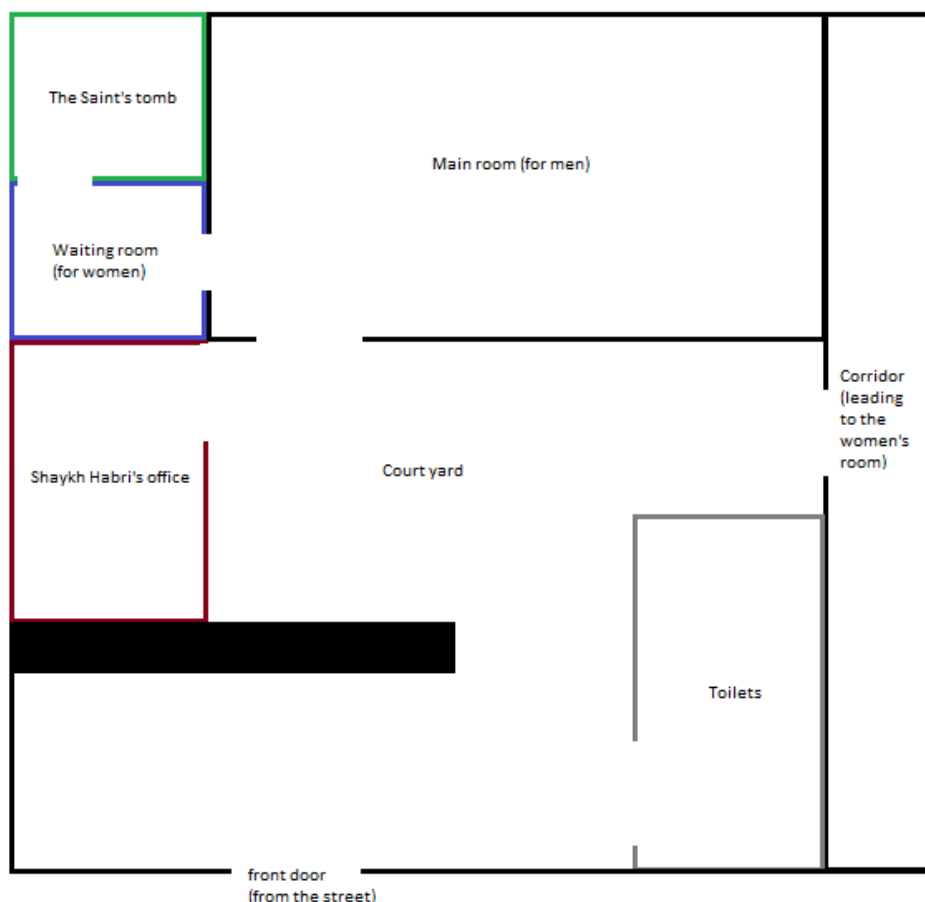 The Saint's tomb
Main room (for men)
Waiting room
(for women)
Corridor
(leading
to the
women's
room)
Shaykh Habri's office
Court yard
Toilets
front door
(from the street)